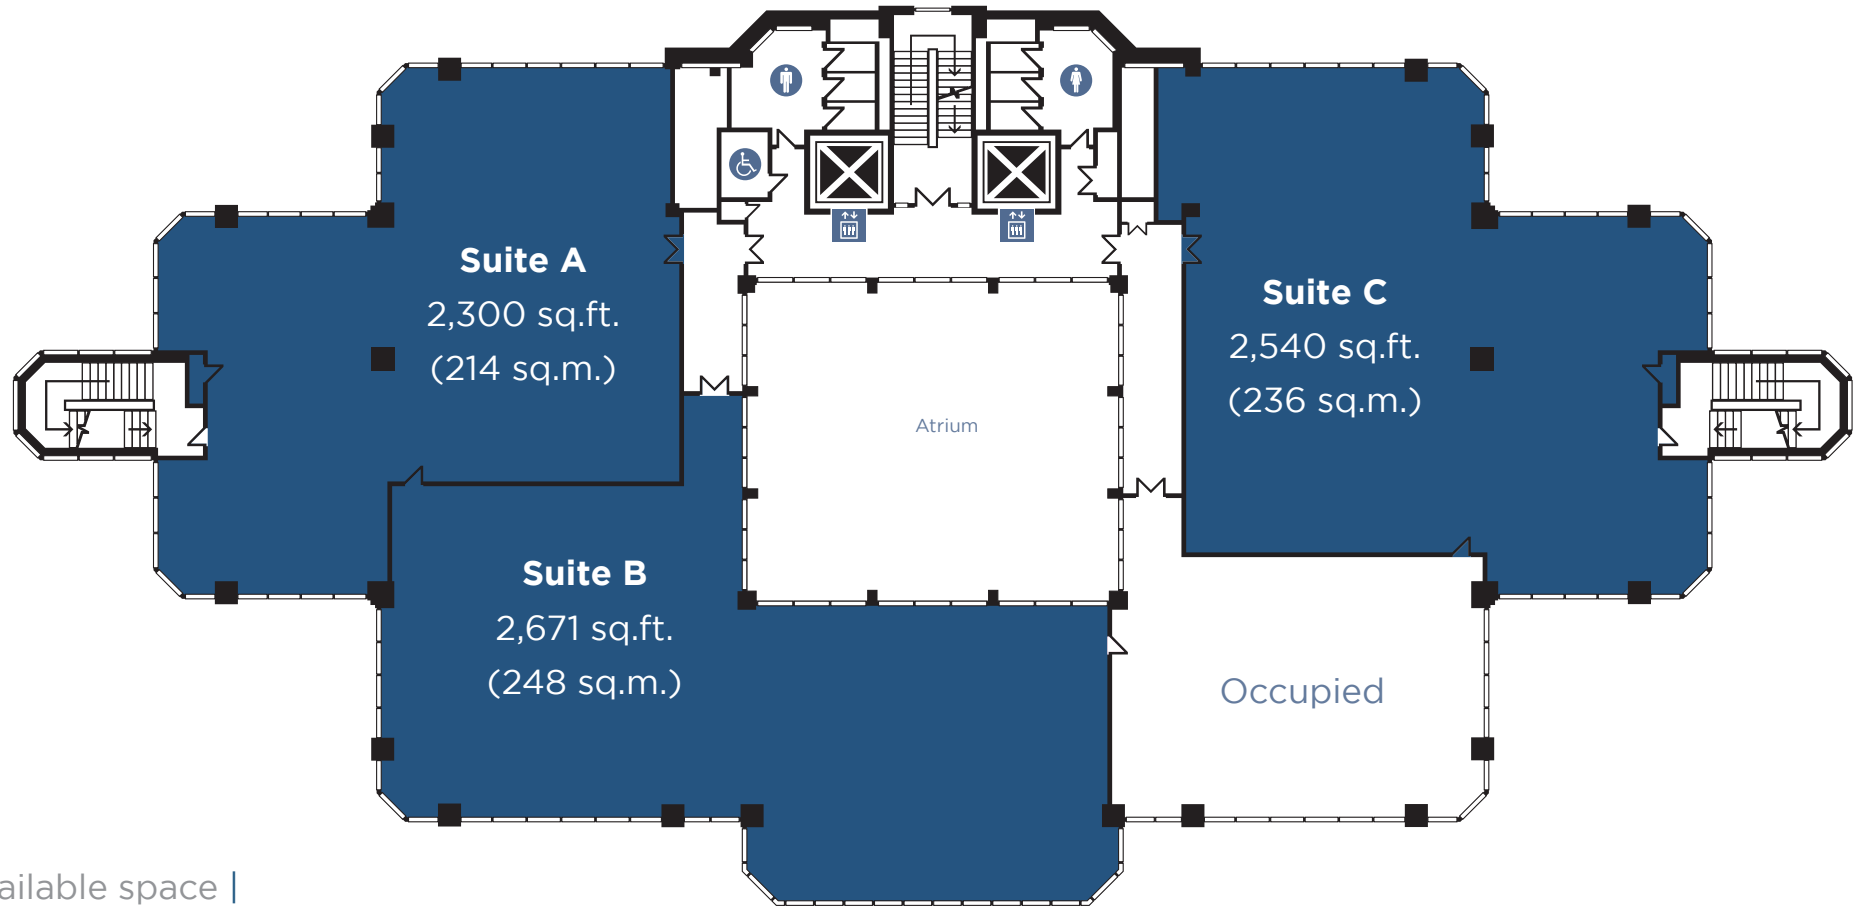 Suite A
2,300 sq.ft.
(214 sq.m.)
Suite C
2,540 sq.ft.
(236 sq.m.)
Atrium
Suite B
2,671 sq.ft.
(248 sq.m.)
Occupied
ailable space |